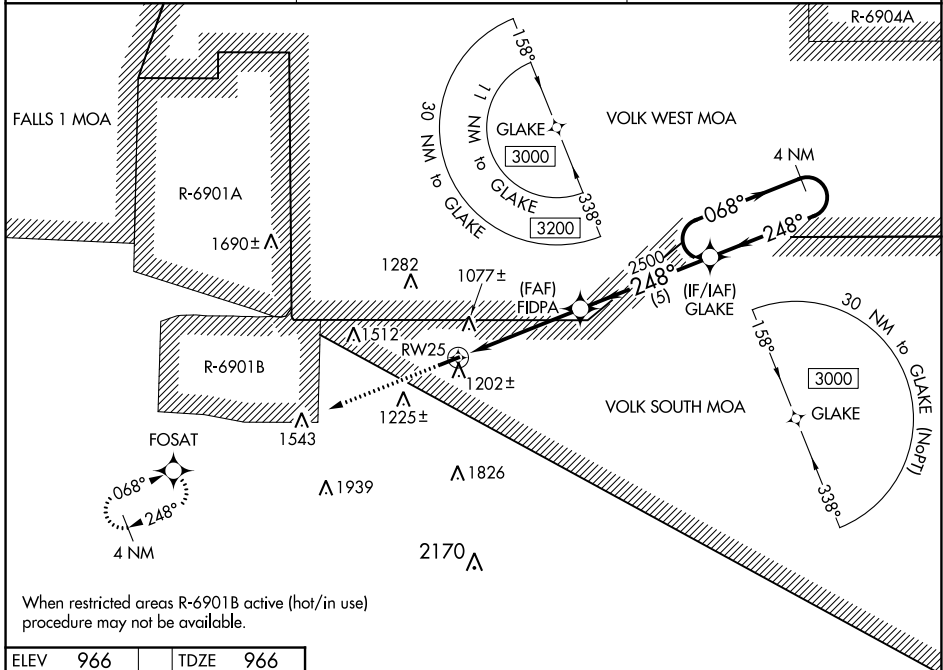 R-6904A
FALLS 1 MOA
158°
30 NM to GLAKE
11 NM to GLAKE
GLAKE
3000
3200
338°
VOLK WEST MOA
4 NM
R-6901A
068°
248°
1690±
1282
1077±
2500
248°
(5)
(IF/IAF)
GLAKE
(FAF)
FIDPA
1512
RW25
30 NM to GLAKE (NoPT)
158°
R-6901B
1202±
1225±
3000
VOLK SOUTH MOA
GLAKE
1543
FOSAT
068°
248°
4 NM
1939
1826
338°
2170
When restricted areas R-6901B active (hot/in use)
procedure may not be available.
ELEV 966 TDZE 966